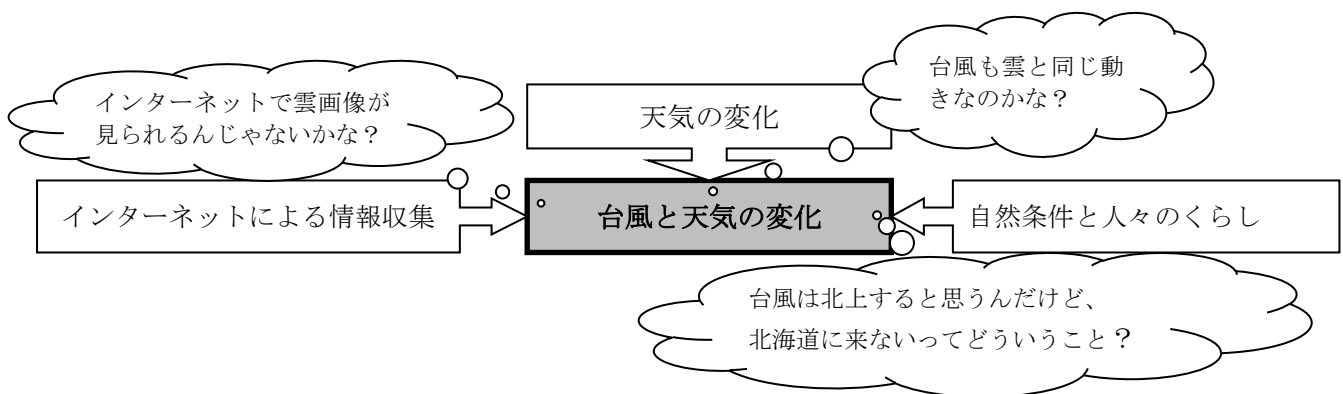 台風も雲と同じ動
きなのかな？
インターネットで雲画像が
見られるんじゃないかな？
天気の変化
インターネットによる情報収集
台風と天気の変化
自然条件と人々のくらし
台風は北上すると思うんだけど、
北海道に来ないってどういうこと？